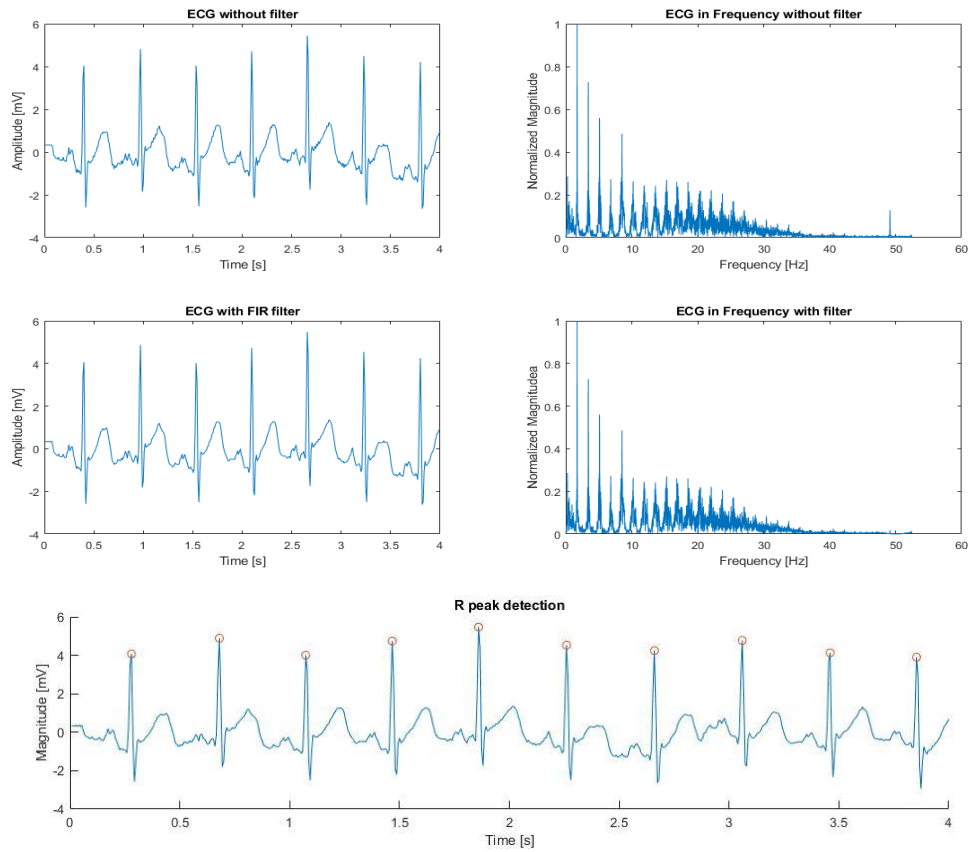 ECG without filter
Amplitude [mV]
6
4
2
0
-2
-4
0 0.5 1 1.5 2 2.5 3 3.5 4
Time [s]
ECG in Frequency without filter
Normalized Magnitude
1
0.8
0.6
0.4
0.2
0
0 10 20 30 40 50 60
Frequency [Hz]
ECG with FIR filter
Amplitude [mV]
6
4
2
0
-2
-4
0 0.5 1 1.5 2 2.5 3 3.5 4
Time [s]
ECG in Frequency with filter
Normalized Magnitudea
1
0.8
0.6
0.4
0.2
0
0 10 20 30 40 50 60
Frequency [Hz]
R peak detection
Magnitude [mV]
6
4
2
0
-2
-4
0 0.5 1 1.5 2 2.5 3 3.5 4
Time [s]